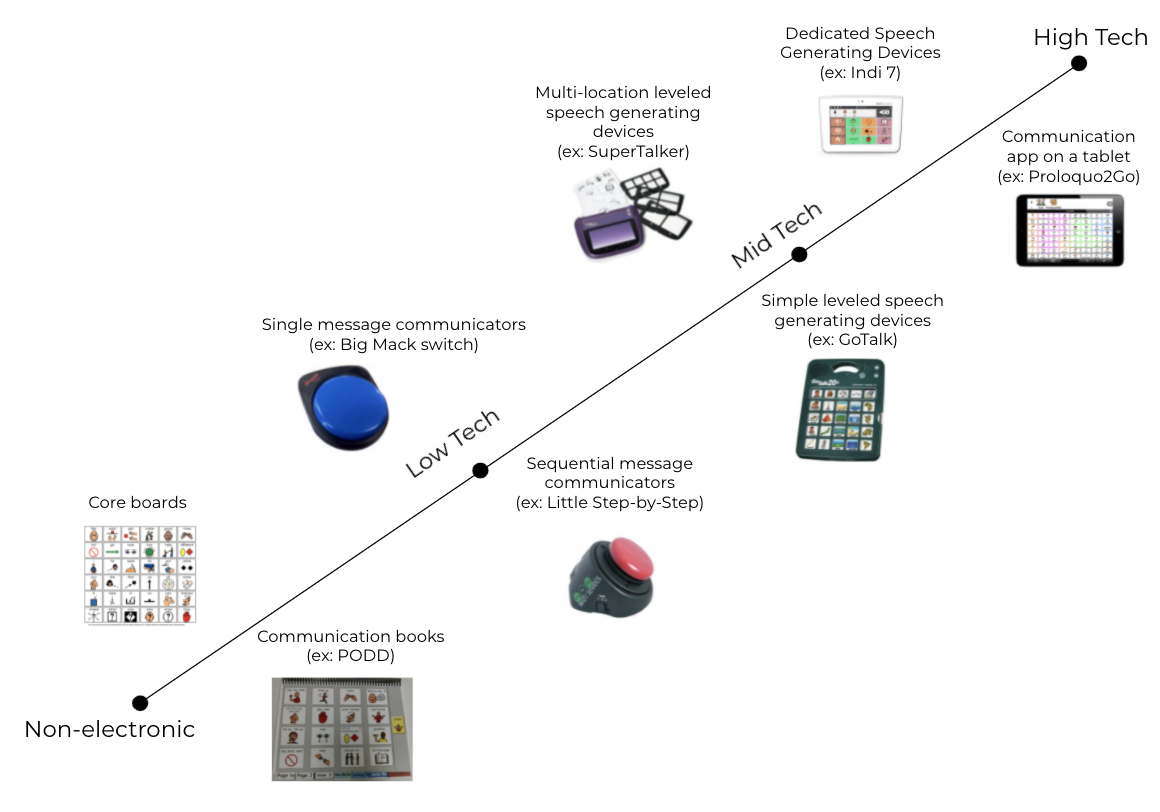 Dedicated Speech
Generating Devices
(ex: Indi 7)
High Tech
Multi-location leveled
speech generating
devices
(ex: SuperTalker)
Communication
app on a tablet
(ex: Proloquo2Go)
Mid Tech
Simple leveled speech
generating devices
(ex: GoTalk)
Single message communicators
(ex: Big Mack switch)
Low Tech
Sequential message
communicators
(ex: Little Step-by-Step)
Core boards
Communication books
(ex: PODD)
Non-electronic